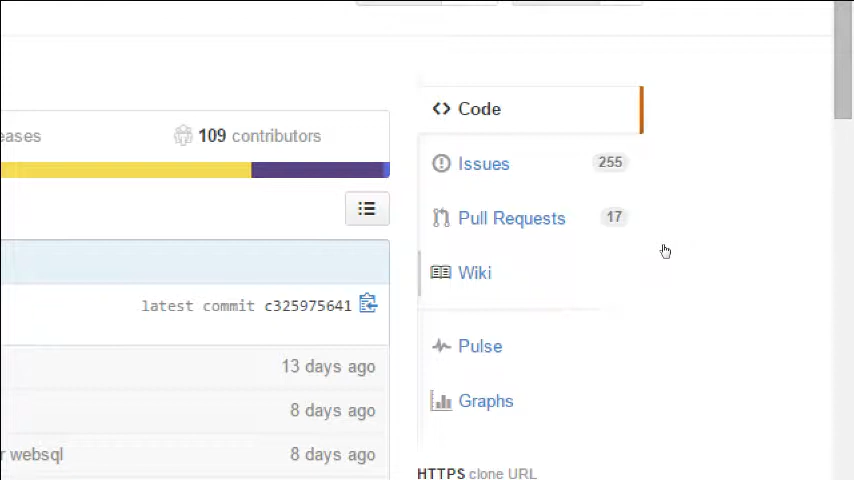 eases
109 contributors
latest commit c325975641
13 days ago
8 days ago
r websql
8 days ago
Code
Issues 255
Pull Requests 17
Wiki
Pulse
Graphs
HTTPS clone URL